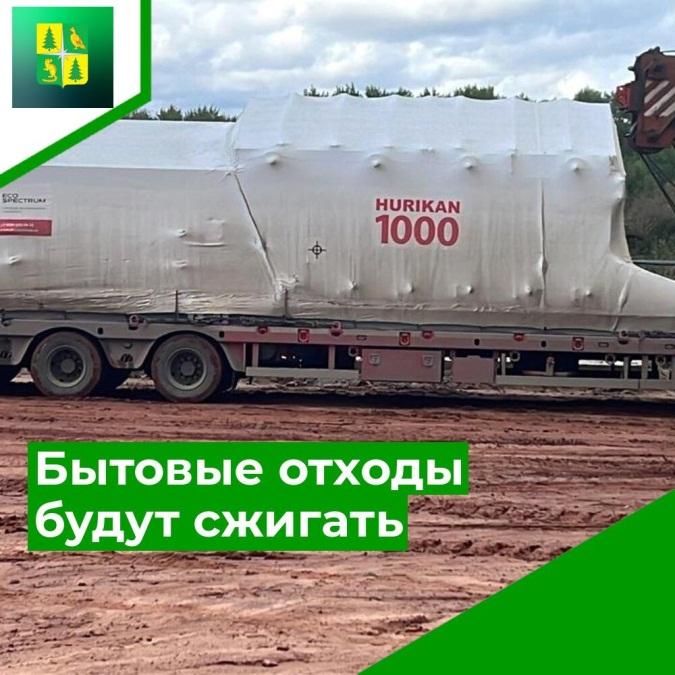 ECO
SPECTRUM
HURIKAN
1000
Бытовые отходы
будут сжигать